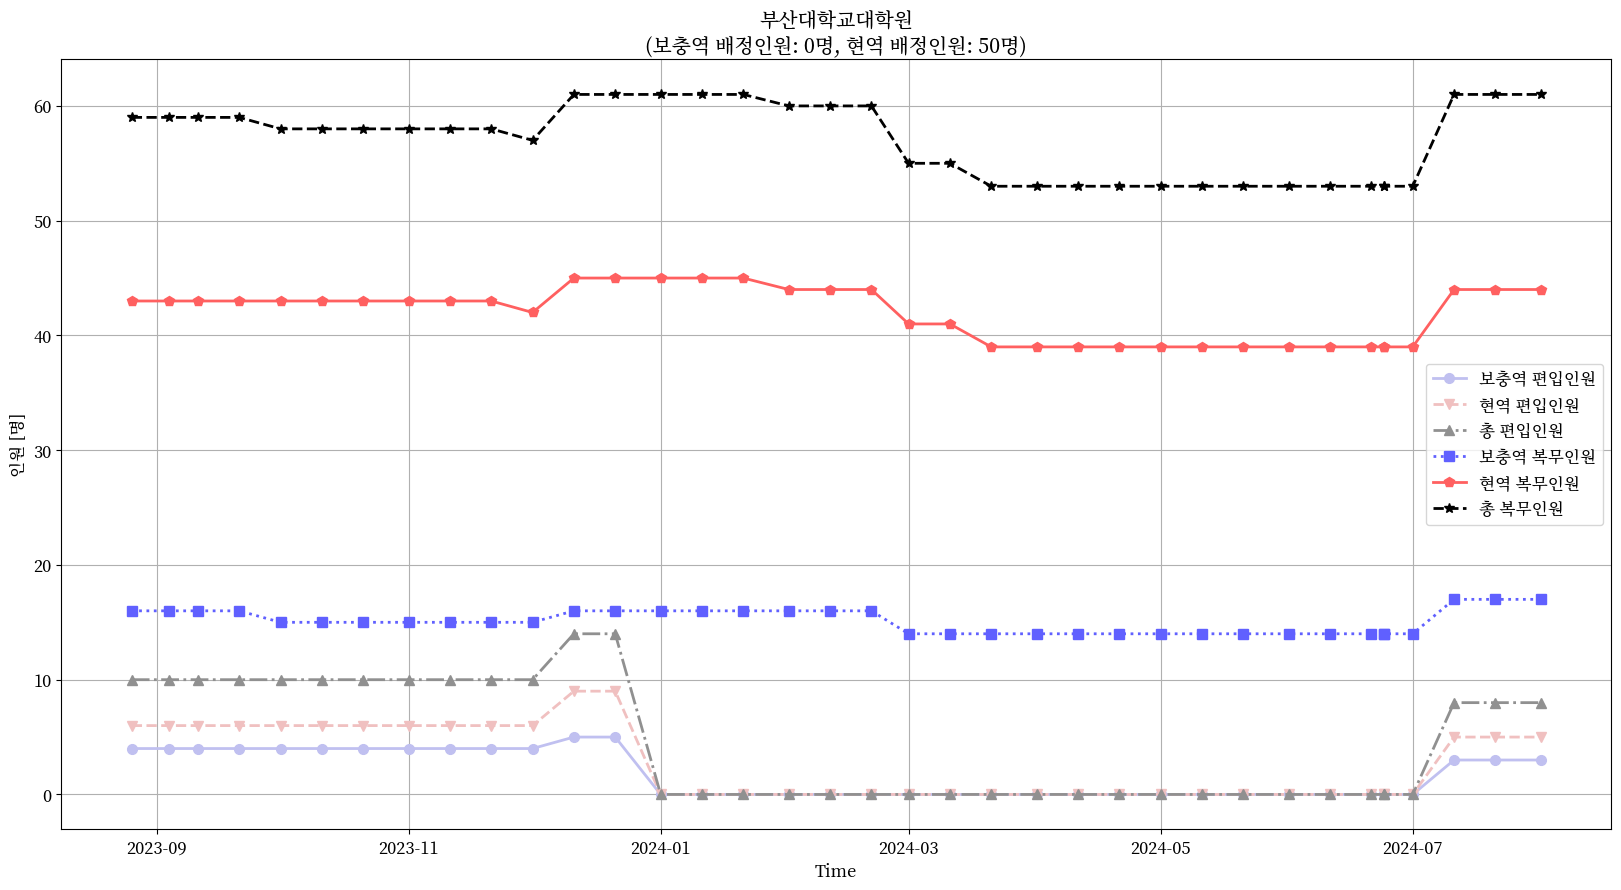 부산대학교대학원
(보충역 배정인원: 0명, 현역 배정인원: 50명)
인원 [명]
60
50
40
30
20
10
0
보충역 편입인원
현역 편입인원
총 편입인원
보충역 복무인원
현역 복무인원
총 복무인원
2023-09
2023-11
2024-01
2024-03
2024-05
2024-07
Time